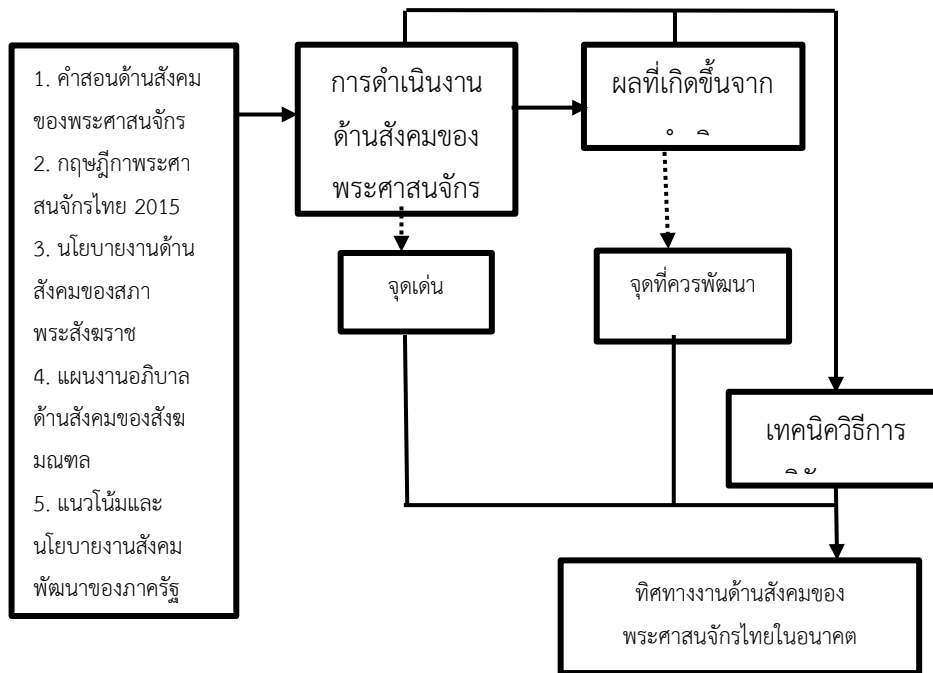 1. คำสอนด้านสังคม
ของพระศาสนจักร
2. กฤษฎีกาพระศา
สนจักรไทย 2015
3. นโยบายงานด้าน
สังคมของสภา
พระสังฆราช
4. แผนงานอภิบาล
ด้านสังคมของสังฆ
มณฑล
5. แนวโน้มและ
นโยบายงานสังคม
พัฒนาของภาครัฐ
การดำเนินงาน
ด้านสังคมของ
พระศาสนจักร
ผลที่เกิดขึ้นจาก
จุดเด่น
จุดที่ควรพัฒนา
เทคนิควิธีการ
ทิศทางงานด้านสังคมของ
พระศาสนจักรไทยในอนาคต